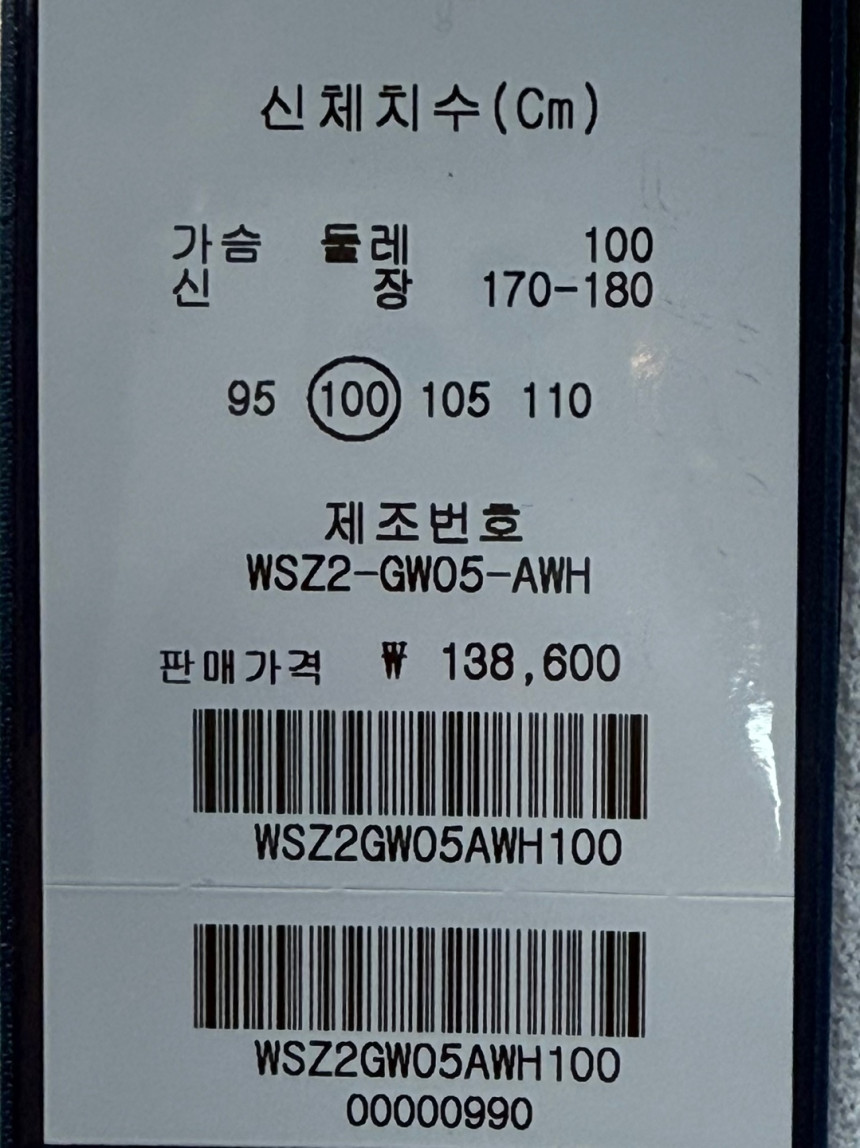 신체치수(Cm)
가슴 둘레 100
신 장 170-180
95 100 105 110
제조번호
WSZ2-GW05-AWH
판매가격 ₩ 138,600
WSZ2GW05AWH100
WSZ2GW05AWH100
00000990